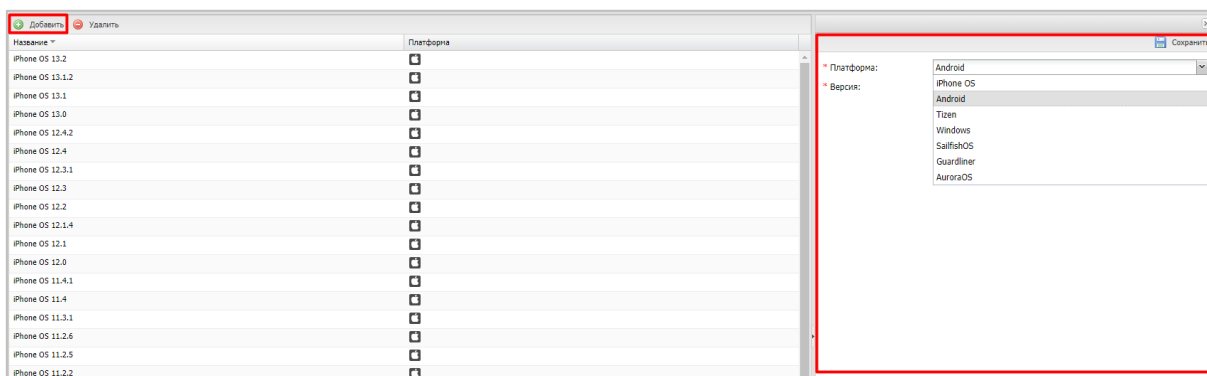 Добавить Удалить
Название Платформа
iPhone OS 13.2
iPhone OS 13.1.2
iPhone OS 13.1
iPhone OS 13.0
iPhone OS 12.4.2
iPhone OS 12.4
iPhone OS 12.3.1
iPhone OS 12.3
iPhone OS 12.2
iPhone OS 12.1.4
iPhone OS 12.1
iPhone OS 12.0
iPhone OS 11.4.1
iPhone OS 11.4
iPhone OS 11.3.1
iPhone OS 11.2.6
iPhone OS 11.2.5
iPhone OS 11.2.2
Сохранить
* Платформа: Android
* Версия:
iPhone OS
Android
Tizen
Windows
SailfishOS
Guardliner
AuroraOS